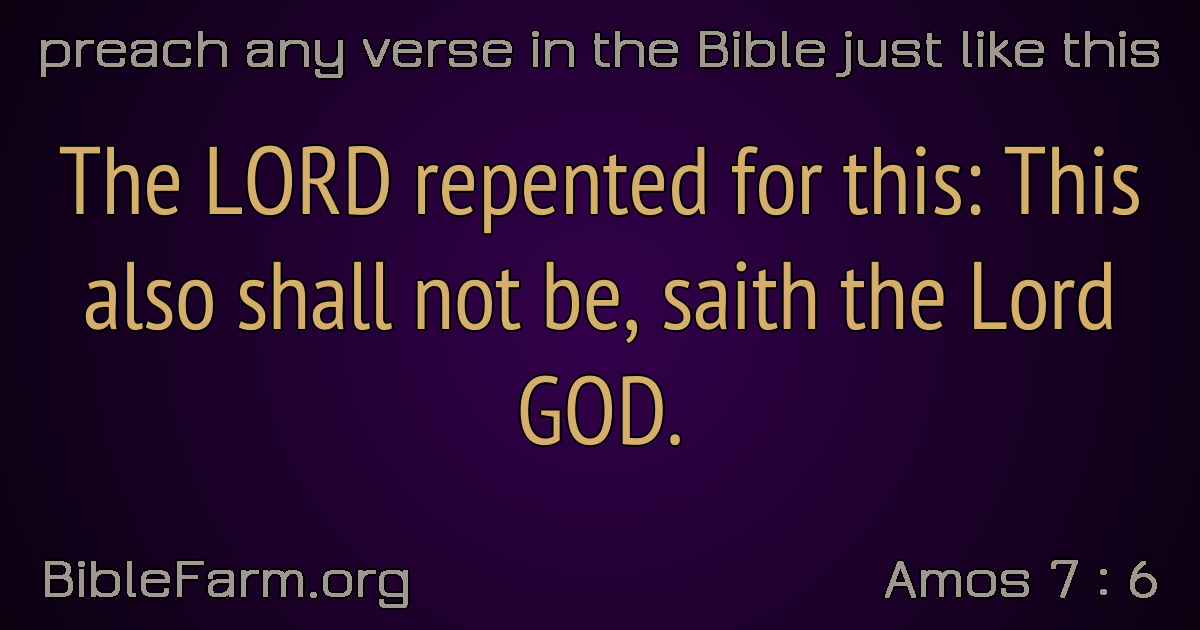 preach any verse in the Bible just like this
The LORD repented for this: This
also shall not be, saith the Lord
GOD.
BibleFarm.org
Amos 7 : 6